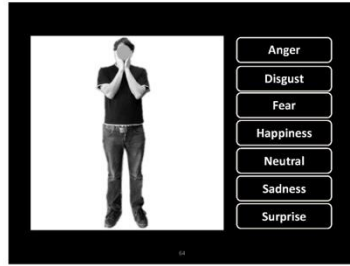 Anger
Disgust
Fear
Happiness
Neutral
Sadness
Surprise